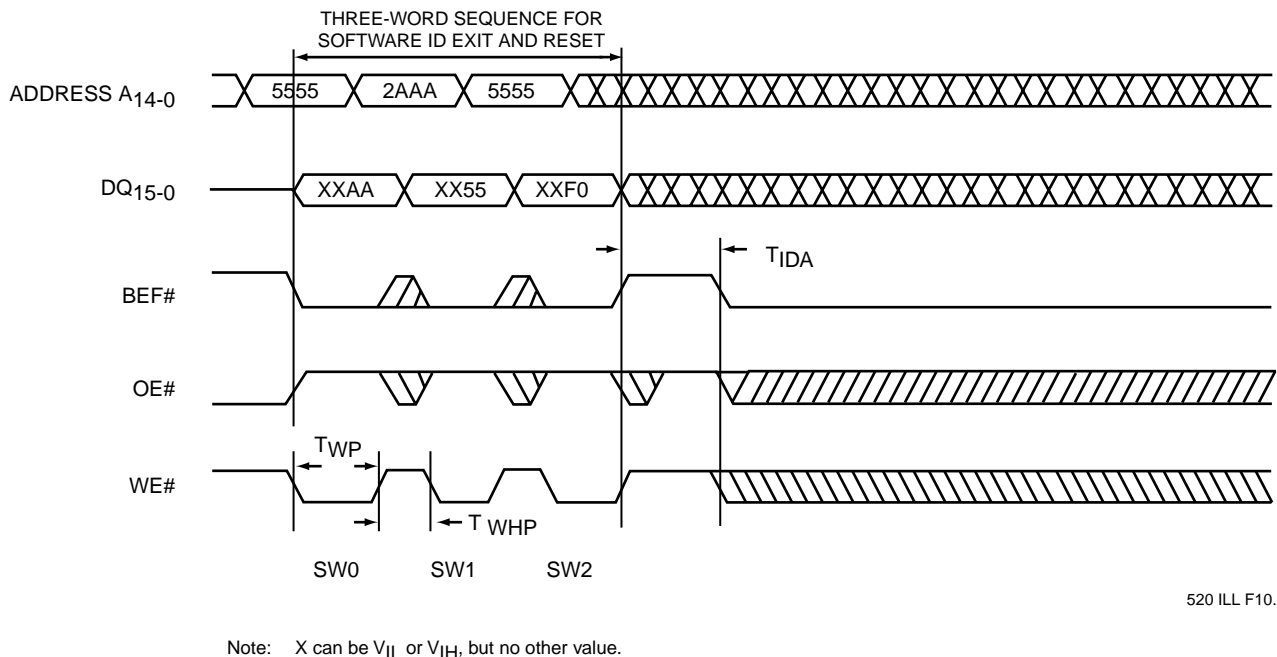 THREE-WORD SEQUENCE FOR
SOFTWARE ID EXIT AND RESET
ADDRESS A14-0
5555
2AAA
5555
DQ15-0
XXAA
XX55
XXF0
TIDA
BEF#
OE#
TWP
WE#
T WHP
SW0
SW1
SW2
520 ILL F10.
Note: X can be VIL or VIH, but no other value.